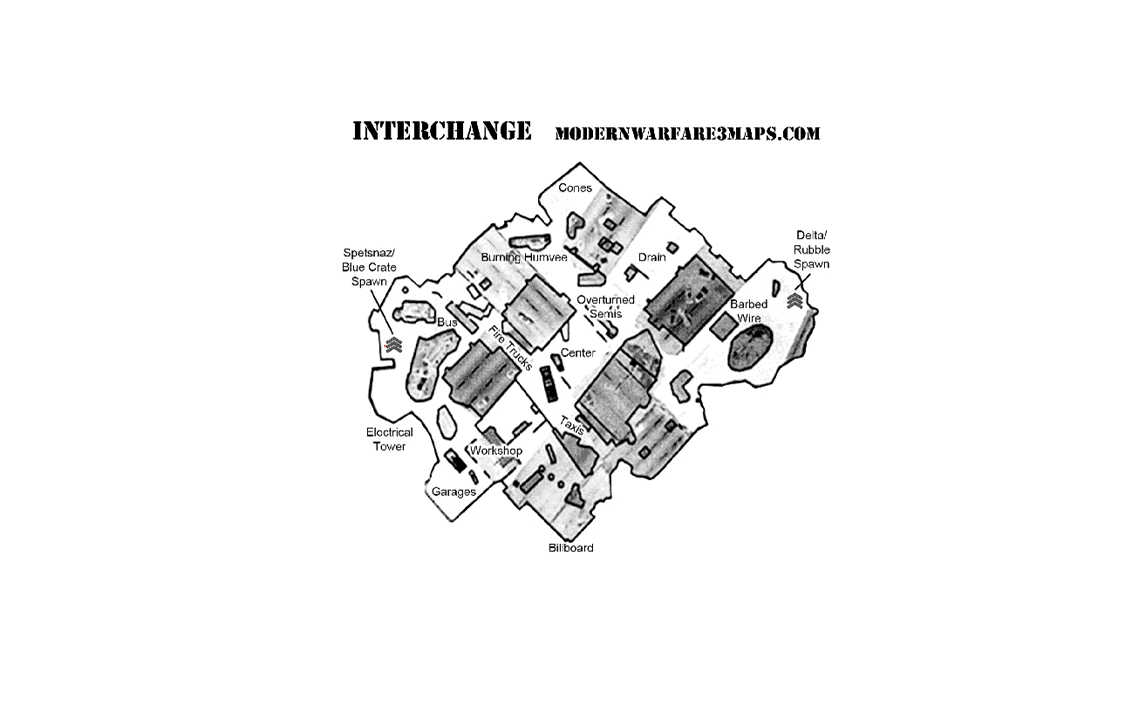 INTERCHANGE MODERNWARFARE3MAPS.COM
Cones
Delta/
Rubble
Spawn
Spetsnaz/
Blue Crate
Spawn
Burning Humvee
Drain
Overturned
Semis
Barbed
Wire
Bus
Fire Trucks
Center
Taxis
Electrical
Tower
Workshop
Garages
Billboard